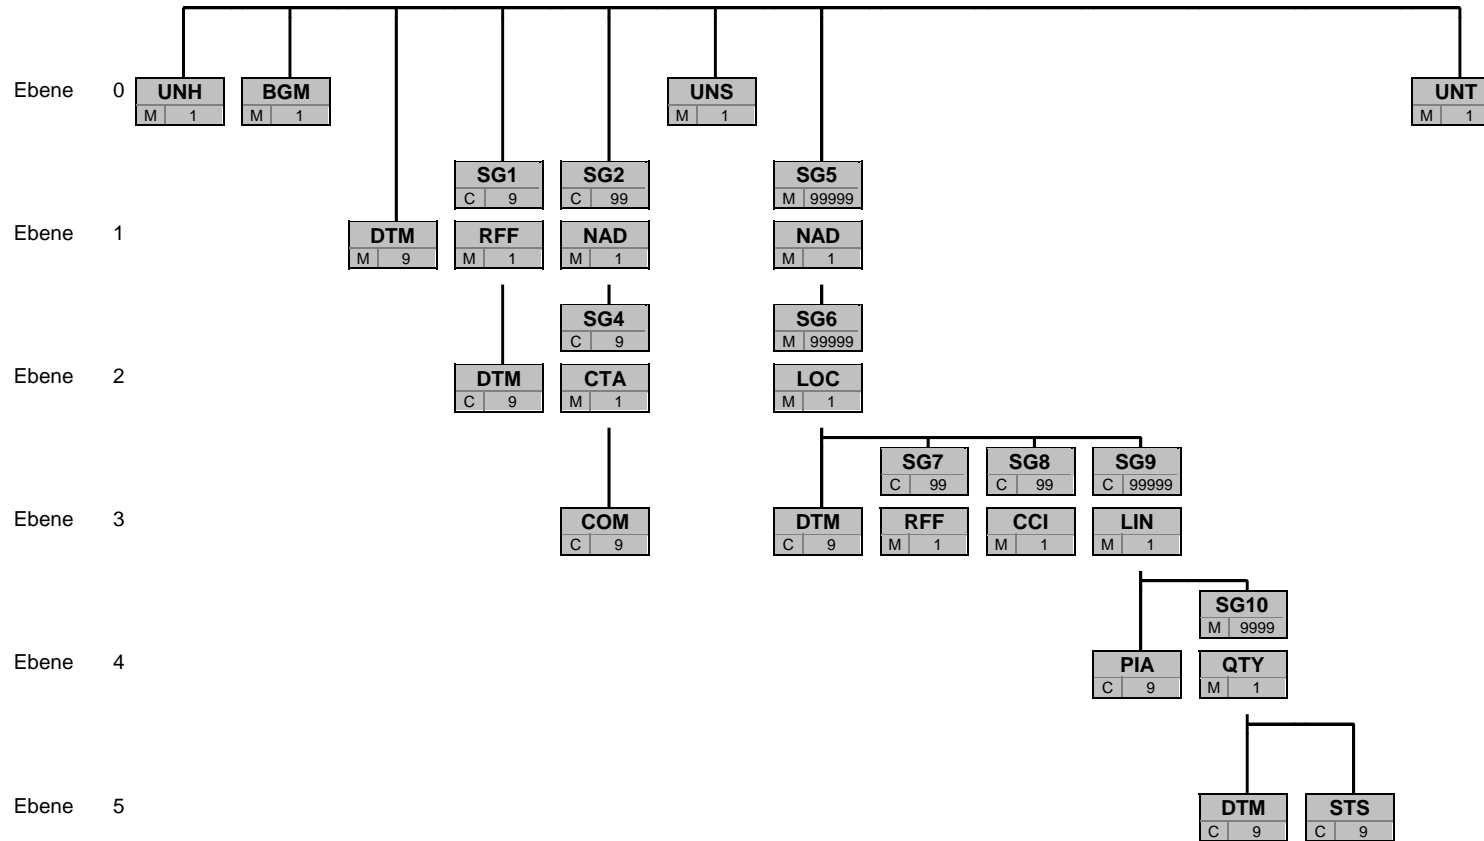 Ebene 0 UNH BGM UNS UNT
M 1 M 1 M 1 M 1
SG1 SG2 SG5
C 9 C 99 M 99999
Ebene 1 DTM RFF NAD NAD
M 9 M 1 M 1 M 1
SG4 SG6
C 9 M 99999
Ebene 2 DTM CTA LOC
C 9 M 1 M 1
SG7 SG8 SG9
C 99 C 99 C 99999
Ebene 3 COM DTM RFF CCI LIN
C 9 C 9 M 1 M 1 M 1
SG10
M 9999
Ebene 4 PIA QTY
C 9 M 1
Ebene 5 DTM STS
C 9 C 9